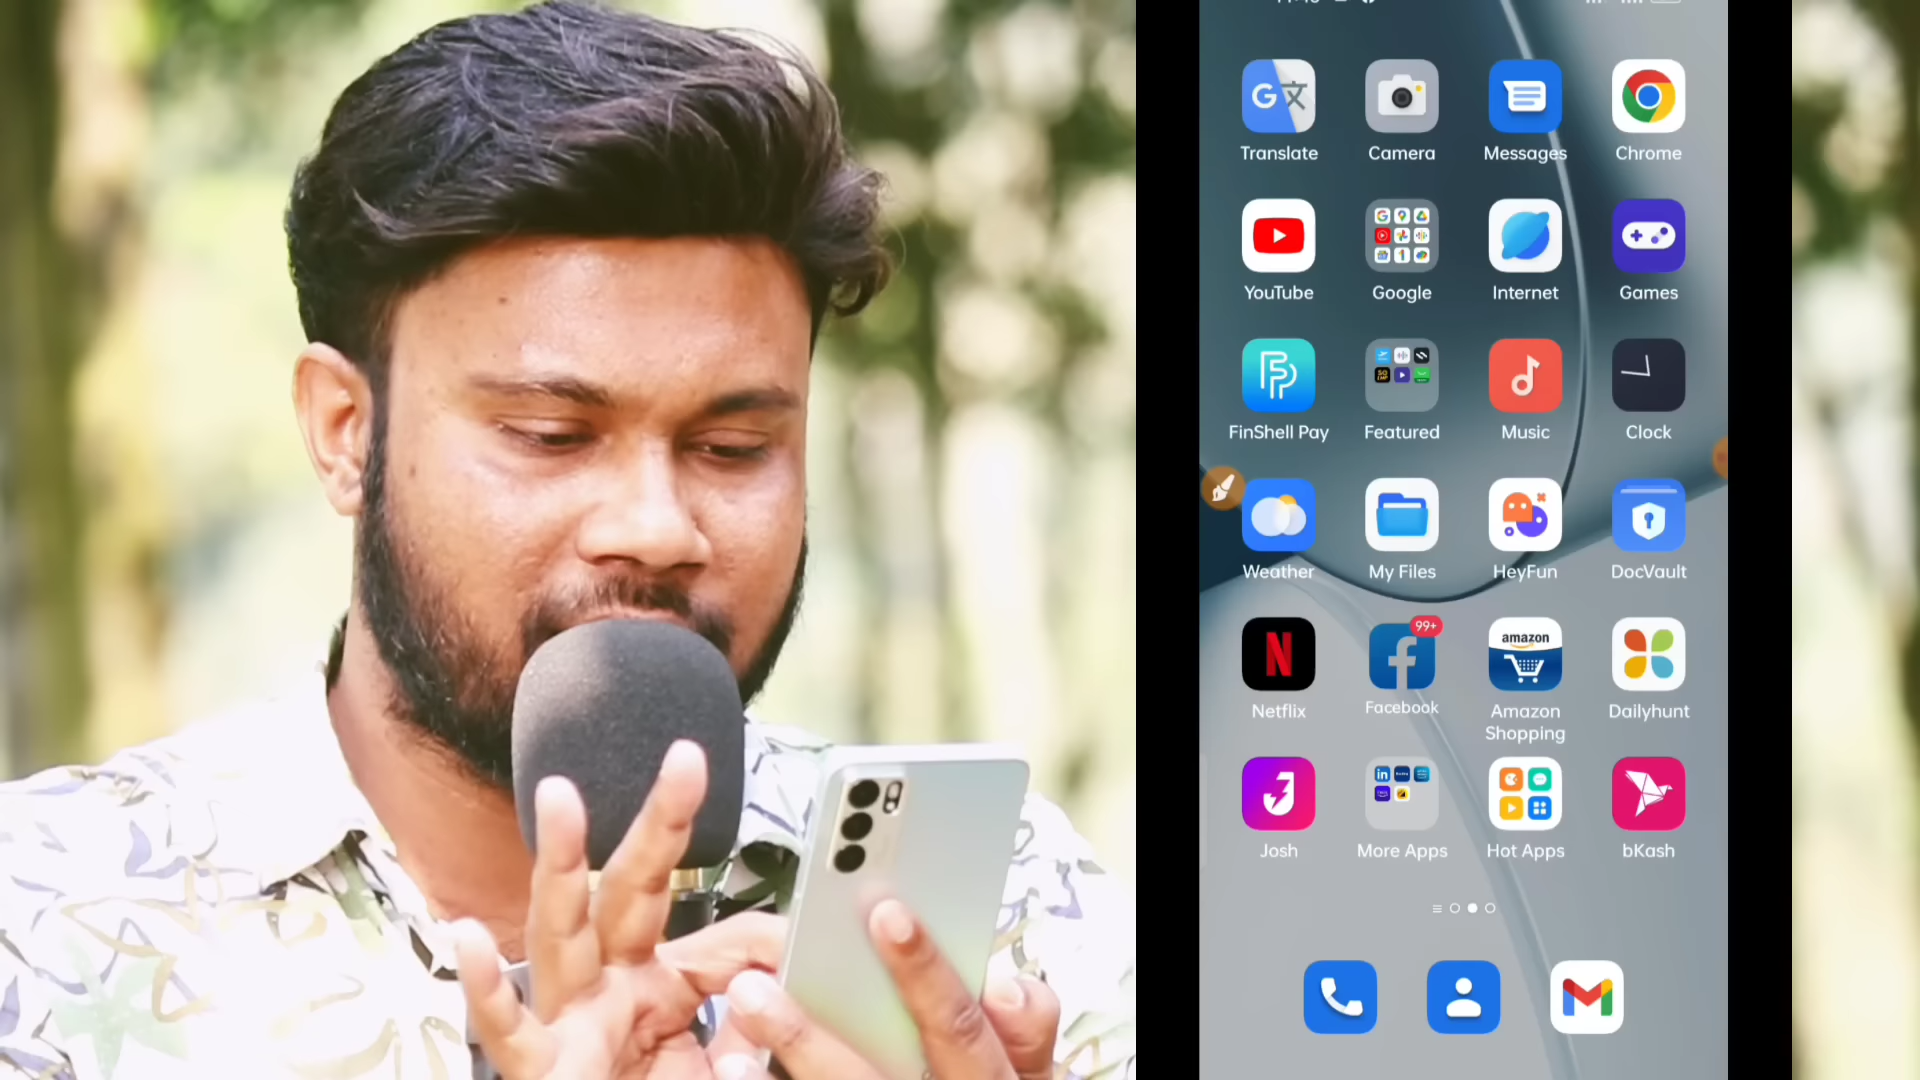 Translate
Camera
Messages
Chrome
YouTube
Google
Internet
Games
FinShell Pay
Featured
Music
Clock
Weather
My Files
HeyFun
DocVault
99+
amazon
Netflix
Facebook
Amazon
Shopping
Dailyhunt
Josh
More Apps
Hot Apps
bKash